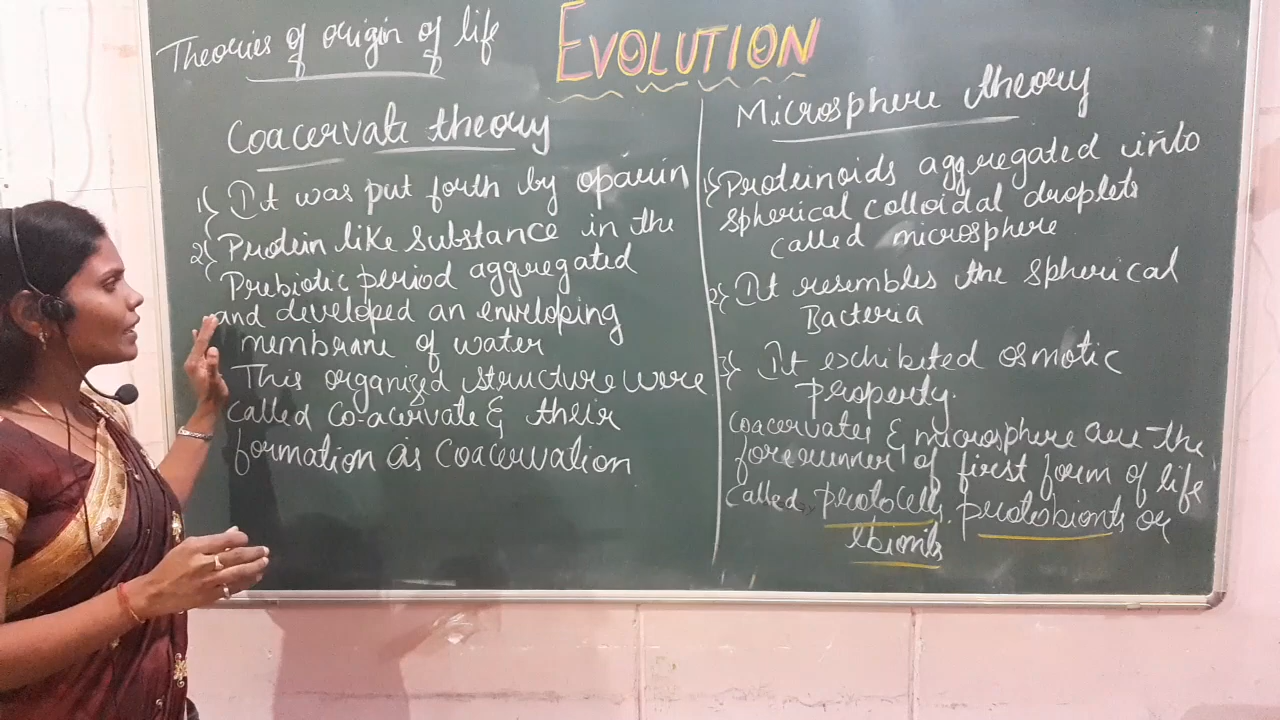 Theories of origin of life
EVOLUTION
Coacervate theory
1} It was put forth by oparin
2} Protein like substance in the
Prebiotic period aggregated
and developed an enveloping
membrane of water
This organized structure were
called co-acervate & their
formation as coacervation
Microsphere theory
1} Proteinoids aggregated into
spherical colloidal droplets
called microsphere
2} It resembles the spherical
Bacteria
3} It exhibited osmotic
property.
coacervates & microsphere are the
forerunner of first form of life
called protocells. protobionts or
ebionts